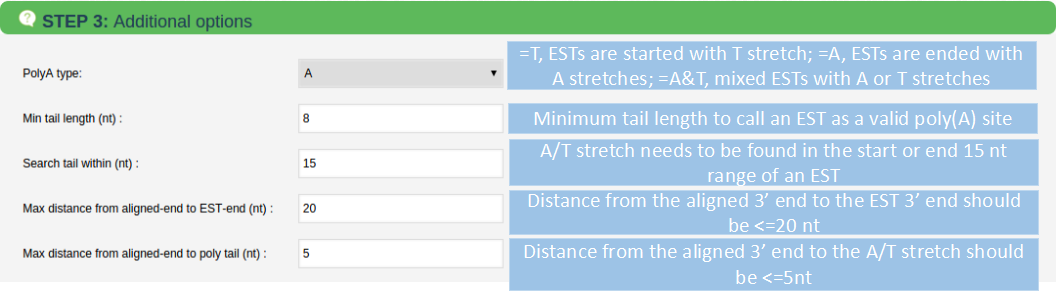 STEP 3: Additional options
PolyA type:
A
=T, ESTs are started with T stretch; =A, ESTs are ended with
A stretches; =A&T, mixed ESTs with A or T stretches
Min tail length (nt) :
8
Minimum tail length to call an EST as a valid poly(A) site
Search tail within (nt) :
15
A/T stretch needs to be found in the start or end 15 nt
range of an EST
Max distance from aligned-end to EST-end (nt) :
20
Distance from the aligned 3’ end to the EST 3’ end should
be <=20 nt
Max distance from aligned-end to poly tail (nt) :
5
Distance from the aligned 3’ end to the A/T stretch should
be <=5nt